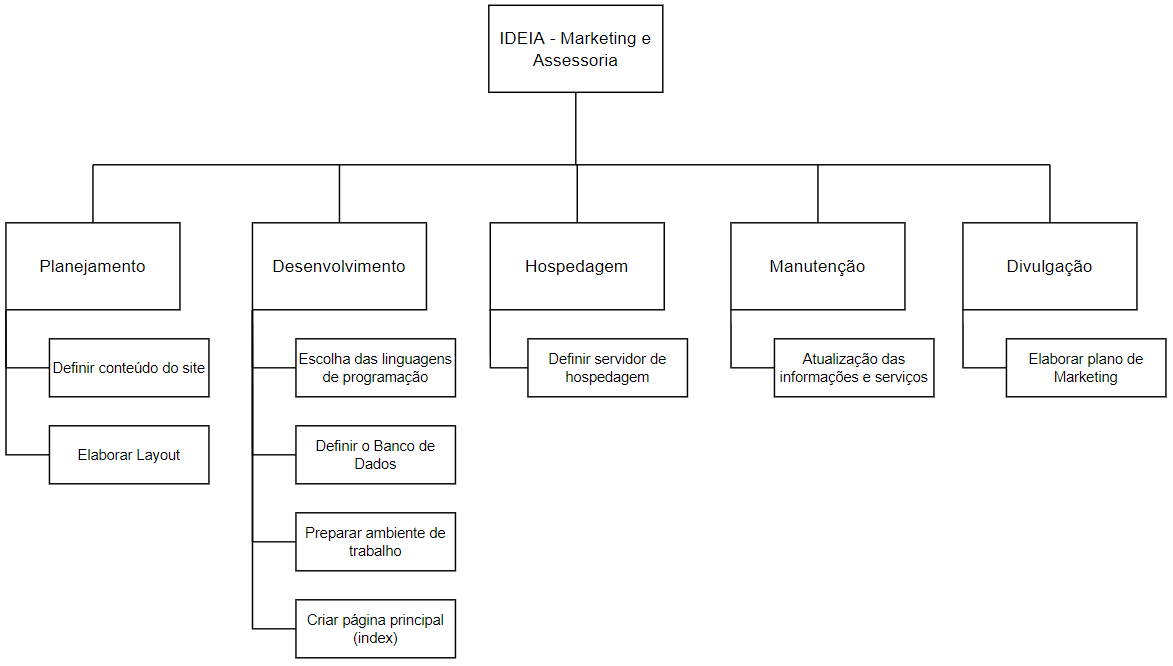 IDEIA - Marketing e
Assessoria
Planejamento
Desenvolvimento
Hospedagem
Manutenção
Divulgação
Definir conteúdo do site
Elaborar Layout
Escolha das linguagens
de programação
Definir o Banco de
Dados
Preparar ambiente de
trabalho
Criar página principal
(index)
Definir servidor de
hospedagem
Atualização das
informações e serviços
Elaborar plano de
Marketing